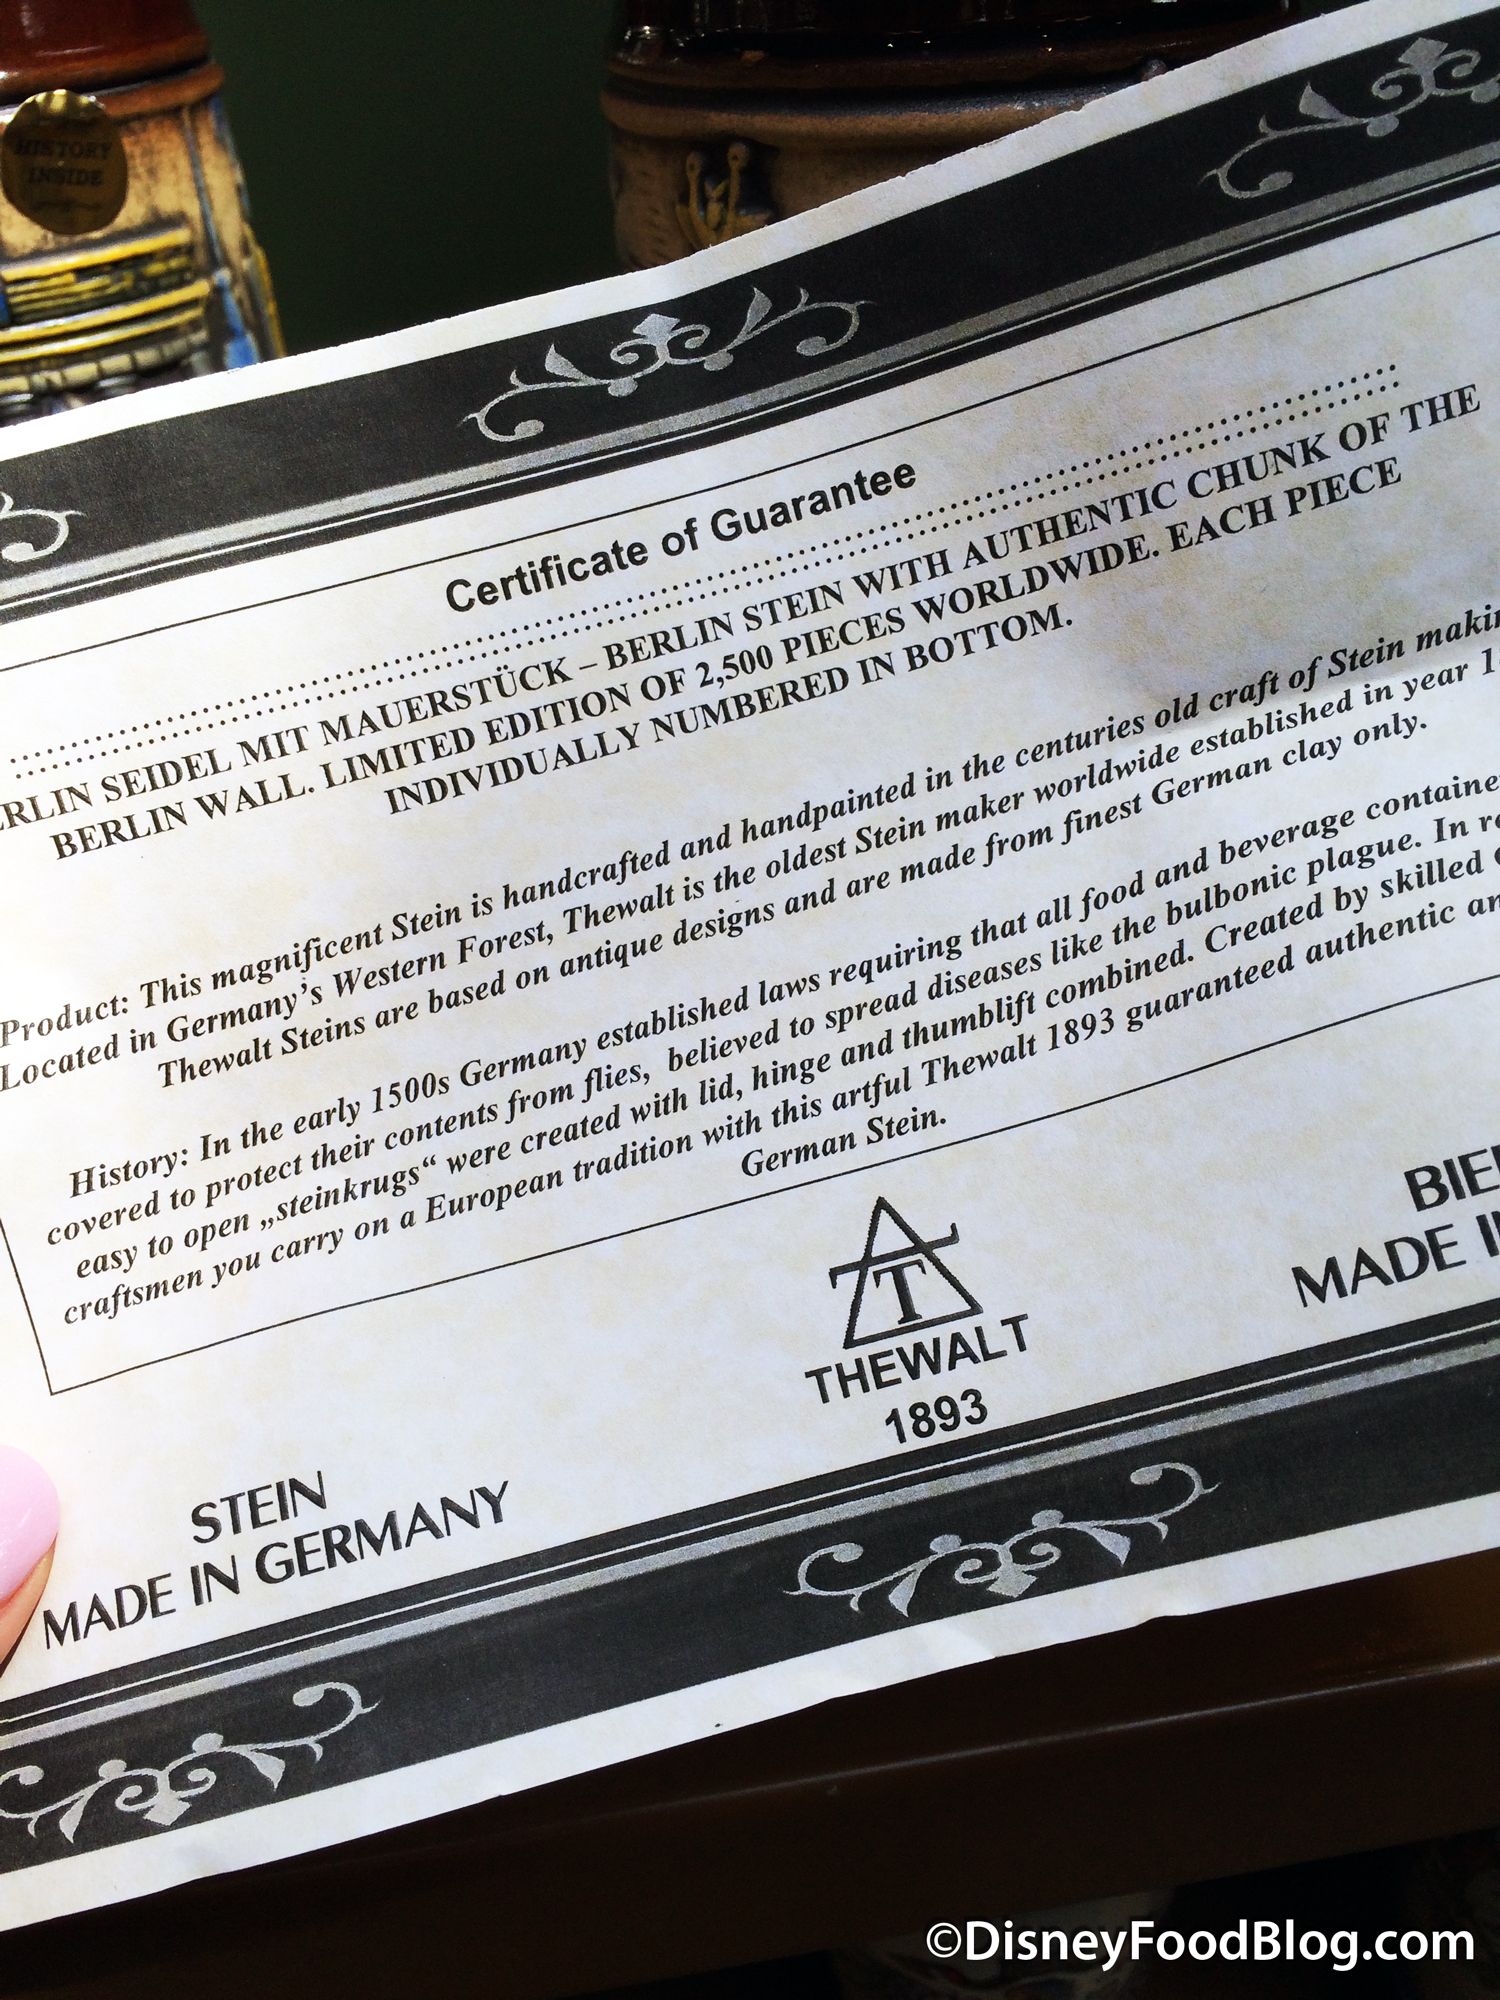 HISTORY
INSIDE
Certificate of Guarantee
ERLIN SEIDEL MIT MAUERSTÜCK – BERLIN STEIN WITH AUTHENTIC CHUNK OF THE
BERLIN WALL. LIMITED EDITION OF 2,500 PIECES WORLDWIDE. EACH PIECE
INDIVIDUALLY NUMBERED IN BOTTOM.
Product: This magnificent Stein is handcrafted and handpainted in the centuries old craft of Stein makin
Located in Germany's Western Forest, Thewalt is the oldest Stein maker worldwide established in year 1
Thewalt Steins are based on antique designs and are made from finest German clay only.
History: In the early 1500s Germany established laws requiring that all food and beverage container
covered to protect their contents from flies, believed to spread diseases like the bulbonic plague. In re
easy to open „steinkrugs“ were created with lid, hinge and thumblift combined. Created by skilled
craftsmen you carry on a European tradition with this artful Thewalt 1893 guaranteed authentic an
German Stein.
T
THEWALT
1893
BIE
MADE I
STEIN
MADE IN GERMANY
©DisneyFoodBlog.com